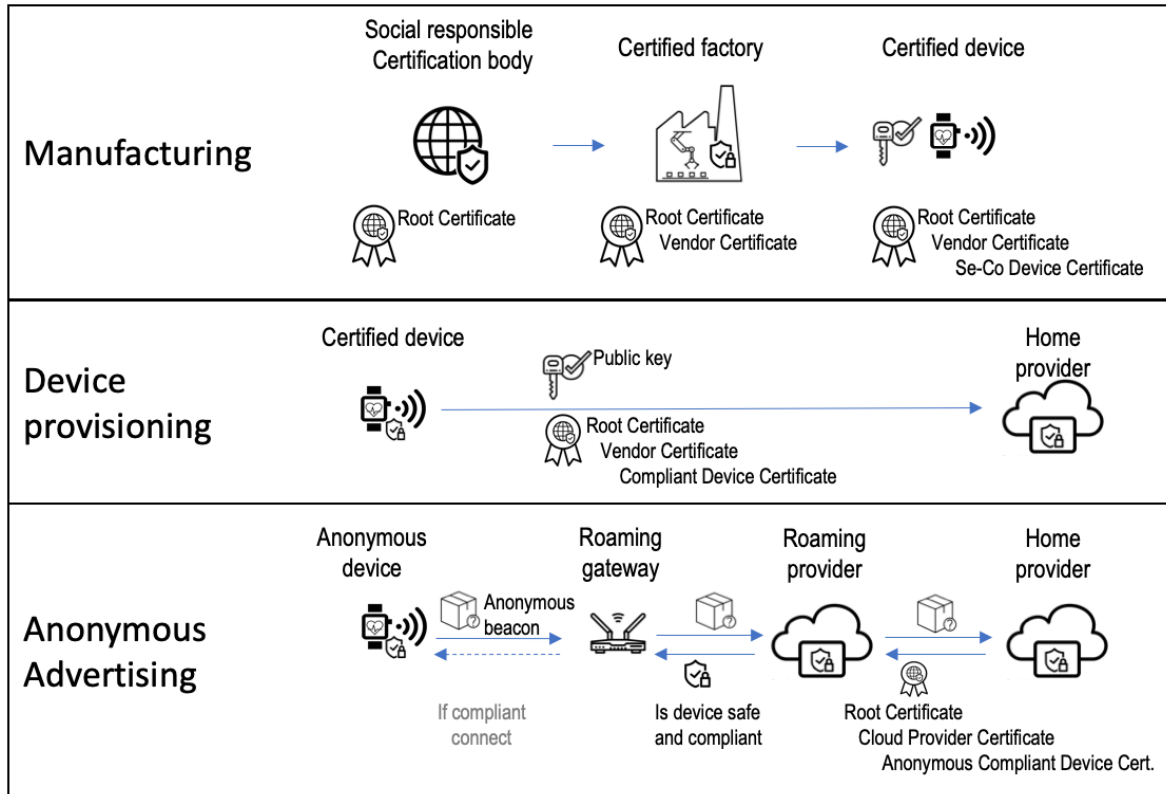 Manufacturing
Social responsible
Certification body
Certified factory
Certified device
Root Certificate
Root Certificate
Vendor Certificate
Root Certificate
Vendor Certificate
Se-Co Device Certificate
Device
provisioning
Certified device
Public key
Root Certificate
Vendor Certificate
Compliant Device Certificate
Home
provider
Anonymous
Advertising
Anonymous
device
Anonymous
beacon
If compliant
connect
Roaming
gateway
Is device safe
and compliant
Roaming
provider
Root Certificate
Cloud Provider Certificate
Anonymous Compliant Device Cert.
Home
provider